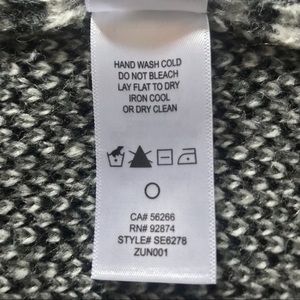 HAND WASH COLD
DO NOT BLEACH
LAY FLAT TO DRY
IRON COOL
OR DRY CLEAN
CA# 56266
RN# 92874
STYLE# SE6278
ZUN001